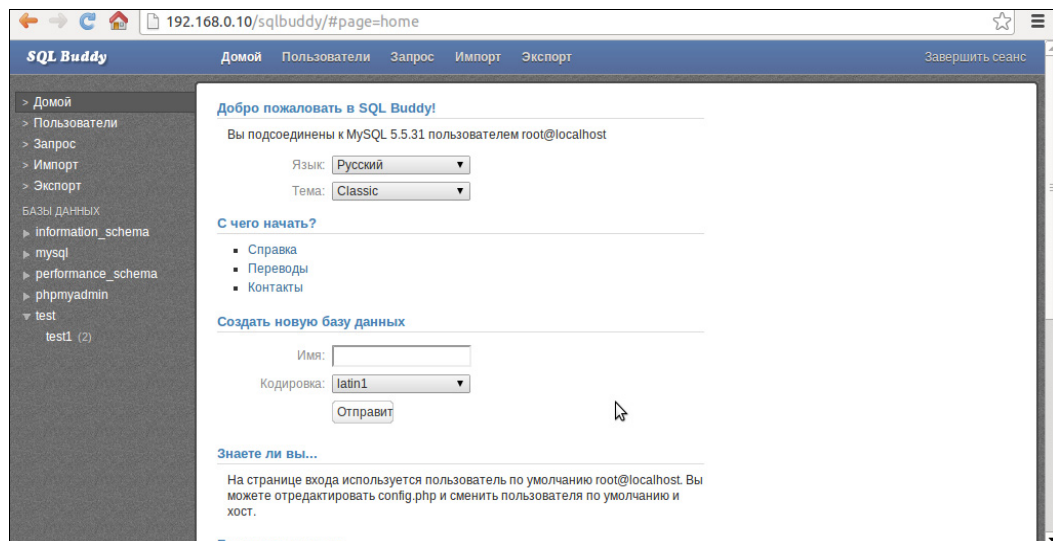 192.168.0.10/sqlbuddy/#page=home
SQL Buddy
Домой Пользователи Запрос Импорт Экспорт
Завершить сеанс
> Домой
> Пользователи
> Запрос
> Импорт
> Экспорт
БАЗЫ ДАННЫХ
information_schema
mysql
performance_schema
phpmyadmin
test
test1 (2)
Добро пожаловать в SQL Buddy!
Вы подсоединены к MySQL 5.5.31 пользователем root@localhost
Язык: Русский
Тема: Classic
С чего начать?
Справка
Переводы
Контакты
Создать новую базу данных
Имя:
Кодировка: latin1
Отправит
Знаете ли вы...
На странице входа используется пользователь по умолчанию root@localhost. Вы
можете отредактировать config.php и сменить пользователя по умолчанию и
хост.